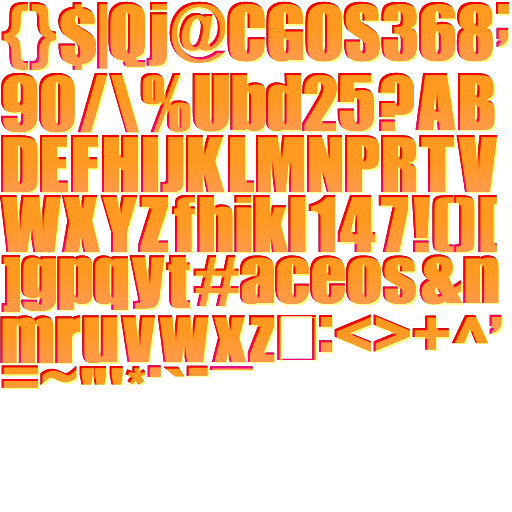 {}$|Qj@CGOS368;
90/\%Ubd25?AB
DEFHIJKLMNPRTV
WXYZfhikl147!()[
]gpqyt#aceos&n
mruvwxz□:<>+^'
=~"'*¨`-_